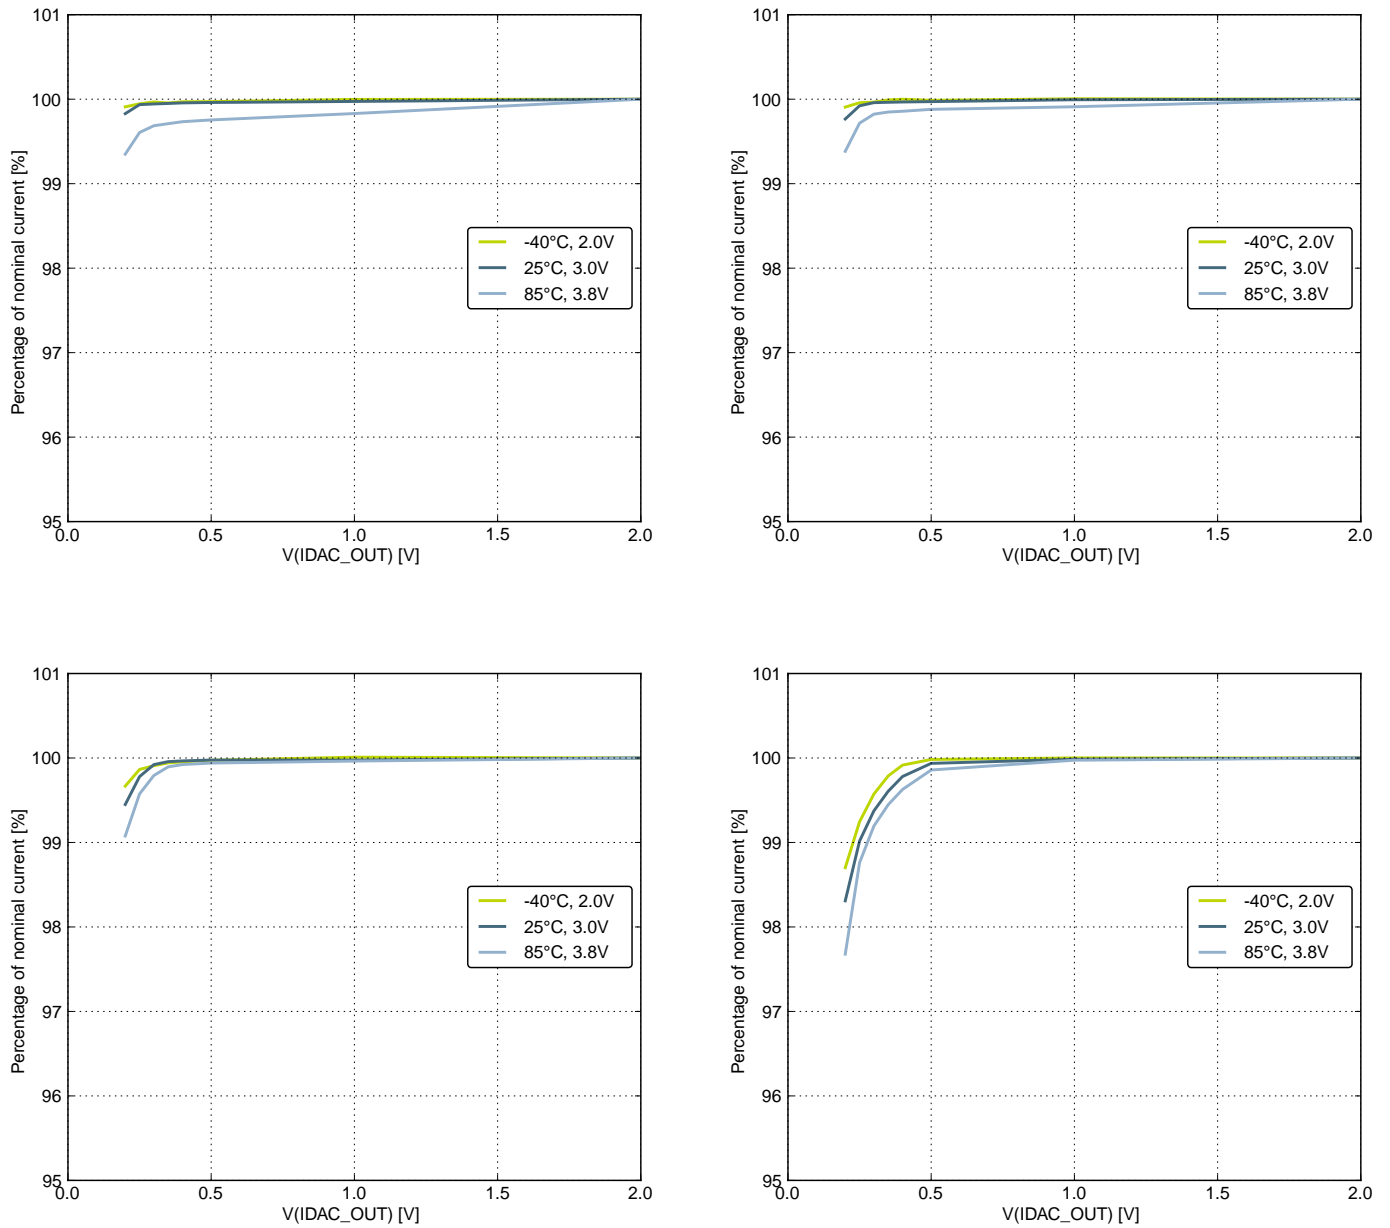 101
100
99
98
97
96
95
Percentage of nominal current [%]
-40°C, 2.0V
25°C, 3.0V
85°C, 3.8V
0.0 0.5 1.0 1.5 2.0
V(IDAC_OUT) [V]
101
100
99
98
97
96
95
Percentage of nominal current [%]
-40°C, 2.0V
25°C, 3.0V
85°C, 3.8V
0.0 0.5 1.0 1.5 2.0
V(IDAC_OUT) [V]
101
100
99
98
97
96
95
Percentage of nominal current [%]
-40°C, 2.0V
25°C, 3.0V
85°C, 3.8V
0.0 0.5 1.0 1.5 2.0
V(IDAC_OUT) [V]
101
100
99
98
97
96
95
Percentage of nominal current [%]
-40°C, 2.0V
25°C, 3.0V
85°C, 3.8V
0.0 0.5 1.0 1.5 2.0
V(IDAC_OUT) [V]